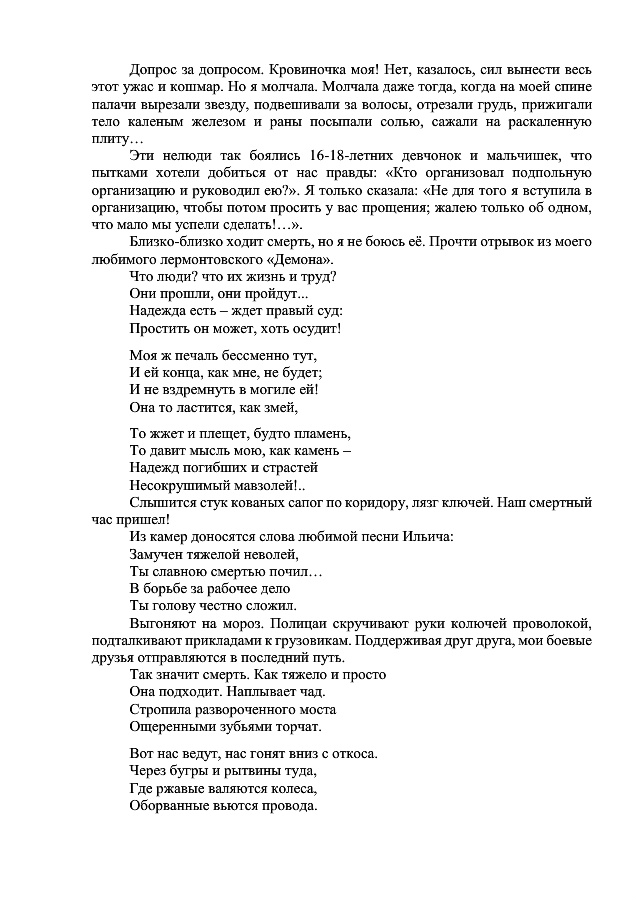 Допрос за допросом. Кровиночка моя! Нет, казалось, сил вынести весь
этот ужас и кошмар. Но я молчала. Молчала даже тогда, когда на моей спине
палачи вырезали звезду, подвешивали за волосы, отрезали грудь, прижигали
тело каленым железом и раны посыпали солью, сажали на раскаленную
плиту…
Эти нелюди так боялись 16-18-летних девчонок и мальчишек, что
пытками хотели добиться от нас правды: «Кто организовал подпольную
организацию и руководил ею?». Я только сказала: «Не для того я вступила в
организацию, чтобы потом просить у вас прощения; жалею только об одном,
что мало мы успели сделать!…».
Близко-близко ходит смерть, но я не боюсь её. Прочти отрывок из моего
любимого лермонтовского «Демона».
Что люди? что их жизнь и труд?
Они прошли, они пройдут...
Надежда есть – ждет правый суд:
Простить он может, хоть осудит!
Моя ж печаль бессменно тут,
И ей конца, как мне, не будет;
И не вздремнуть в могиле ей!
Она то ластится, как змей,
То жжет и плещет, будто пламень,
То давит мысль мою, как камень –
Надежд погибших и страстей
Несокрушимый мавзолей!..
Слышится стук кованых сапог по коридору, лязг ключей. Наш смертный
час пришел!
Из камер доносятся слова любимой песни Ильича:
Замучен тяжелой неволей,
Ты славною смертью почил…
В борьбе за рабочее дело
Ты голову честно сложил.
Выгоняют на мороз. Полицаи скручивают руки колючей проволокой,
подталкивают прикладами к грузовикам. Поддерживая друг друга, мои боевые
друзья отправляются в последний путь.
Так значит смерть. Как тяжело и просто
Она подходит. Наплывает чад.
Стропила развороченного моста
Ощеренными зубьями торчат.
Вот нас ведут, нас гонят вниз с откоса.
Через бугры и рытвины туда,
Где ржавые валяются колеса,
Оборванные вьются провода.